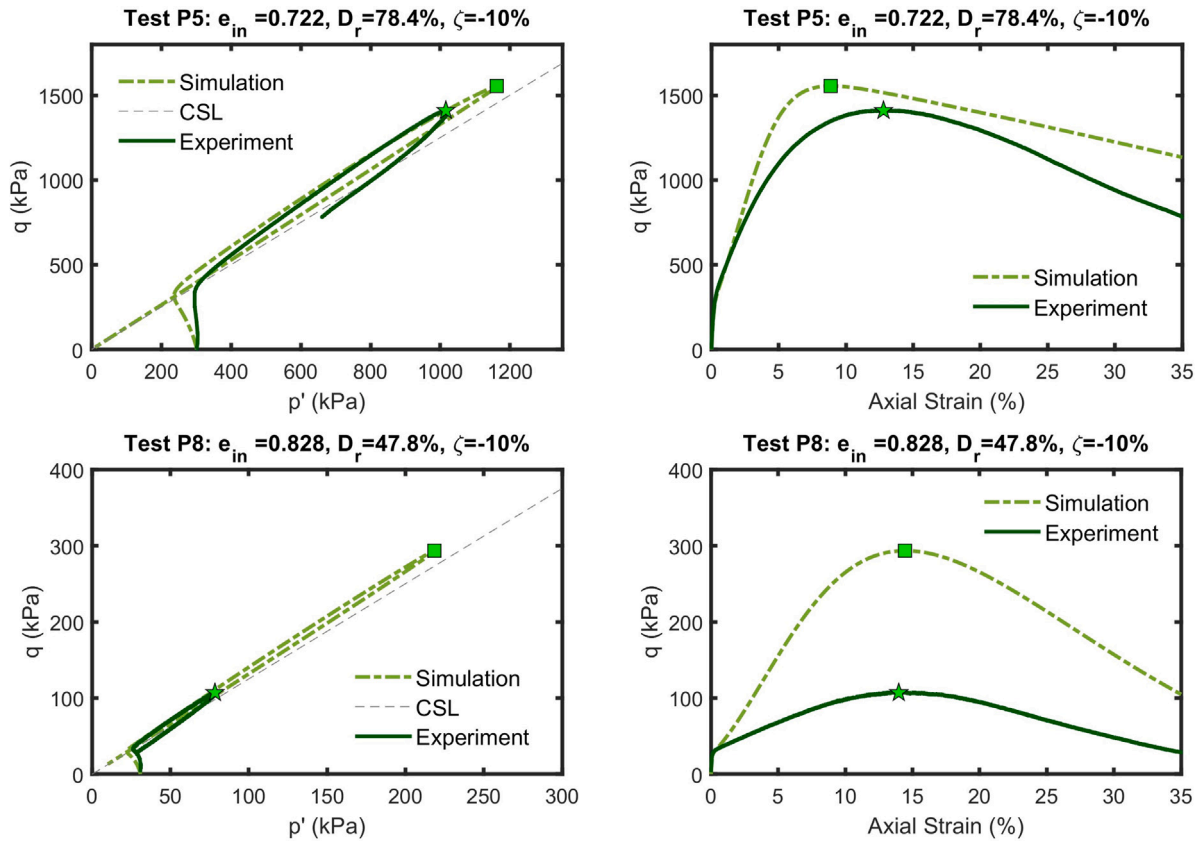 Test P5: e_in =0.722, D_r=78.4%, ζ=-10%
1500
1000
500
0
q (kPa)
Simulation
CSL
Experiment
0 200 400 600 800 1000 1200
p' (kPa)
Test P5: e_in =0.722, D_r=78.4%, ζ=-10%
1500
1000
500
0
q (kPa)
Simulation
Experiment
0 5 10 15 20 25 30 35
Axial Strain (%)
Test P8: e_in =0.828, D_r=47.8%, ζ=-10%
400
300
200
100
0
q (kPa)
Simulation
CSL
Experiment
0 50 100 150 200 250 300
p' (kPa)
Test P8: e_in =0.828, D_r=47.8%, ζ=-10%
400
300
200
100
0
q (kPa)
Simulation
Experiment
0 5 10 15 20 25 30 35
Axial Strain (%)